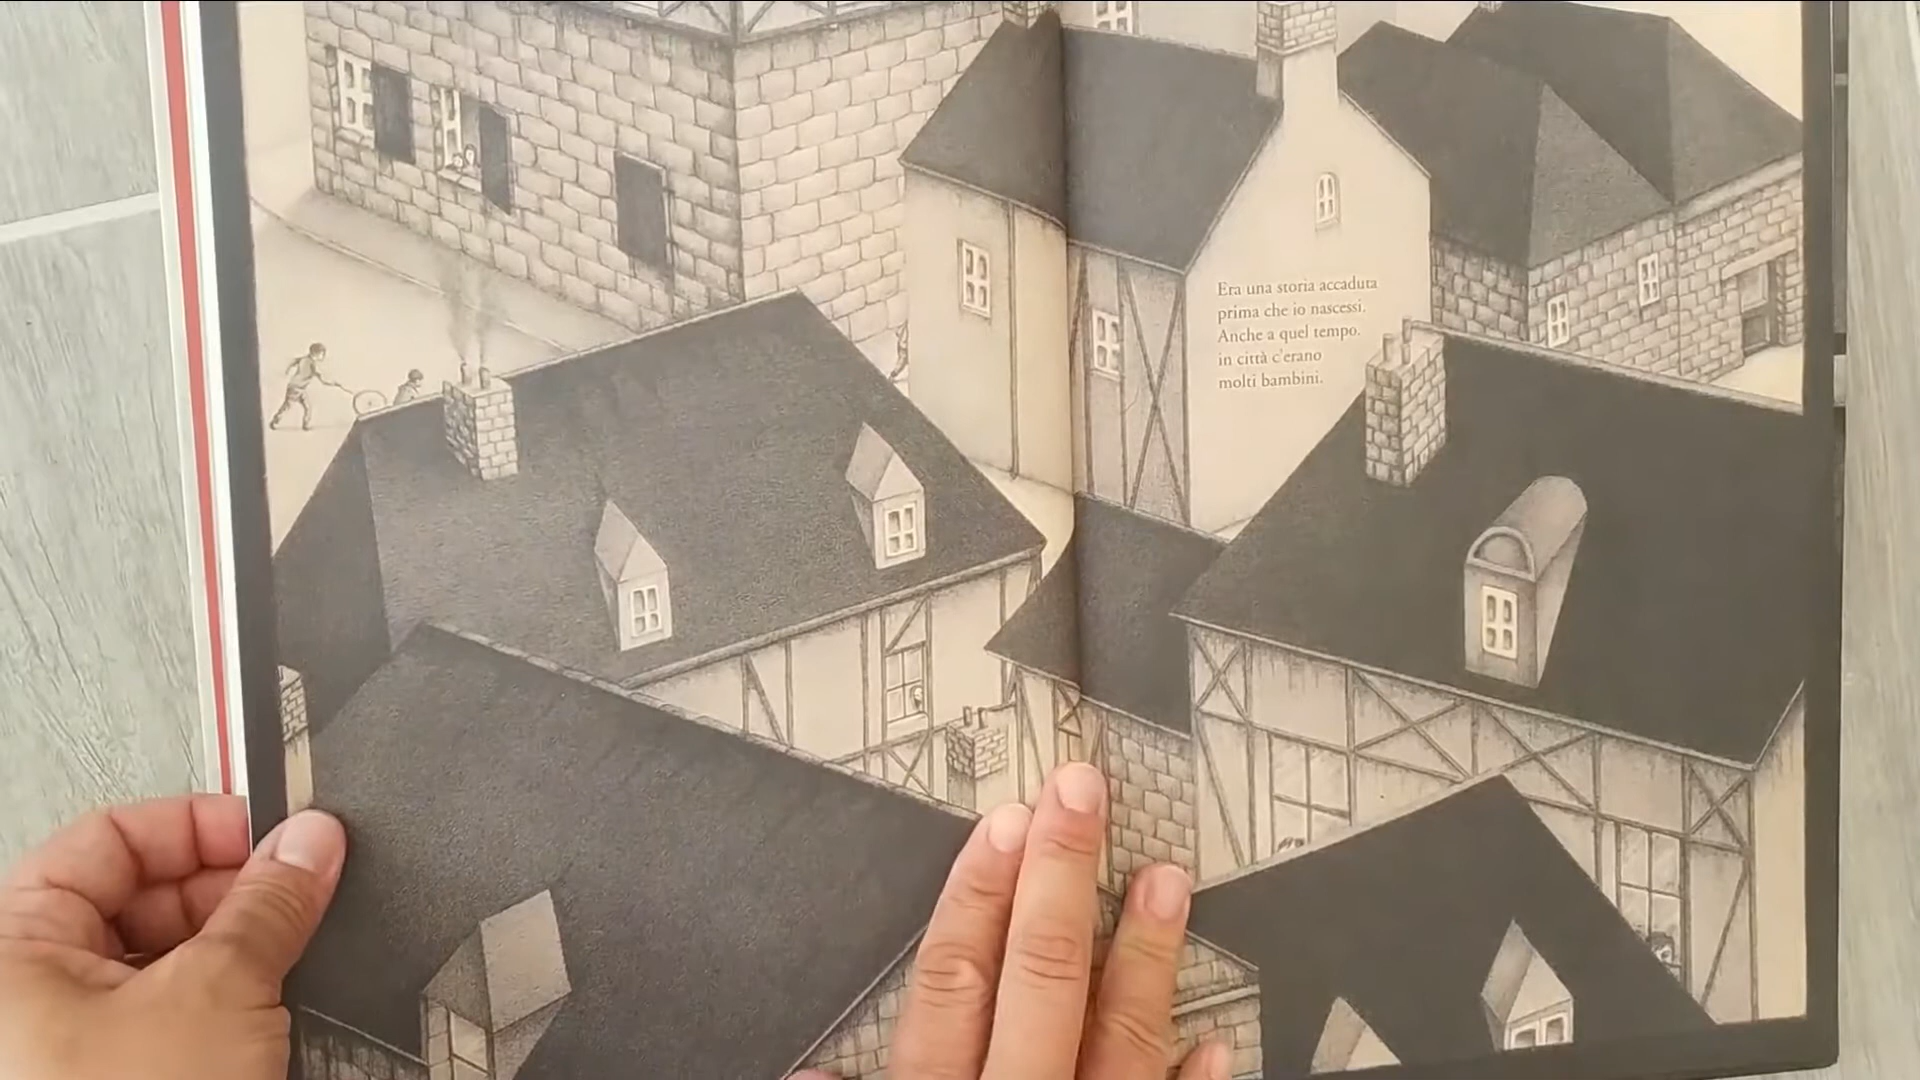 Era una storia accaduta
prima che io nascessi.
Anche a quel tempo,
in città c'erano
molti bambini.